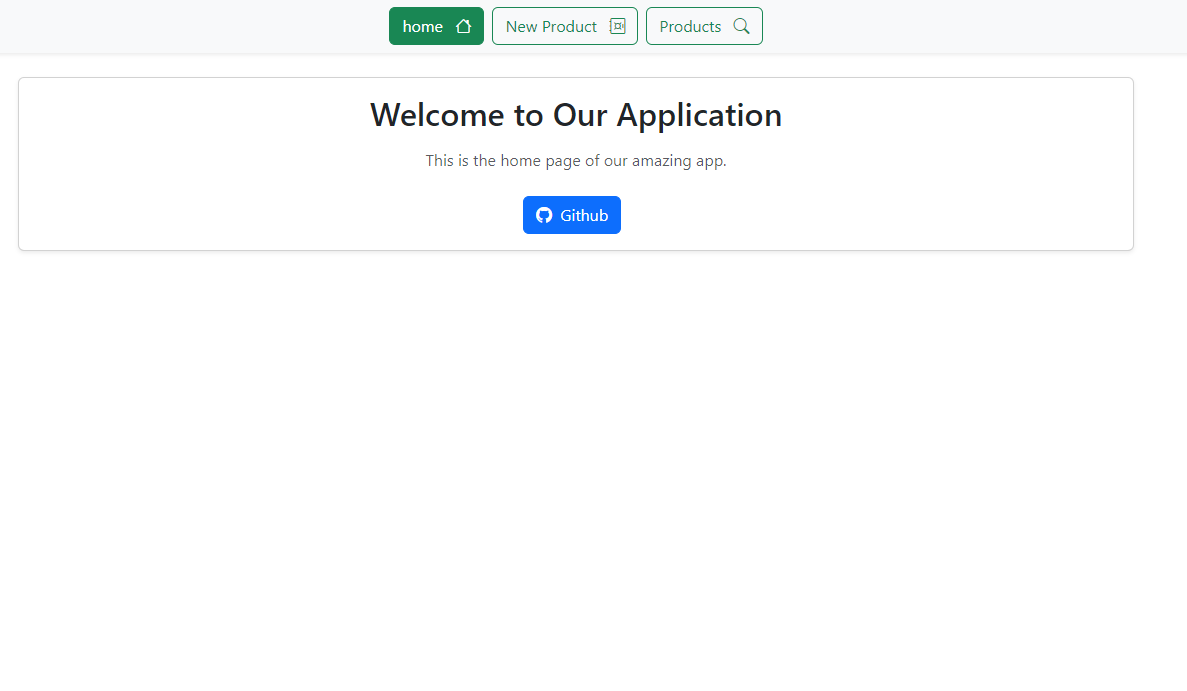 home
New Product
Products
Welcome to Our Application
This is the home page of our amazing app.
Github